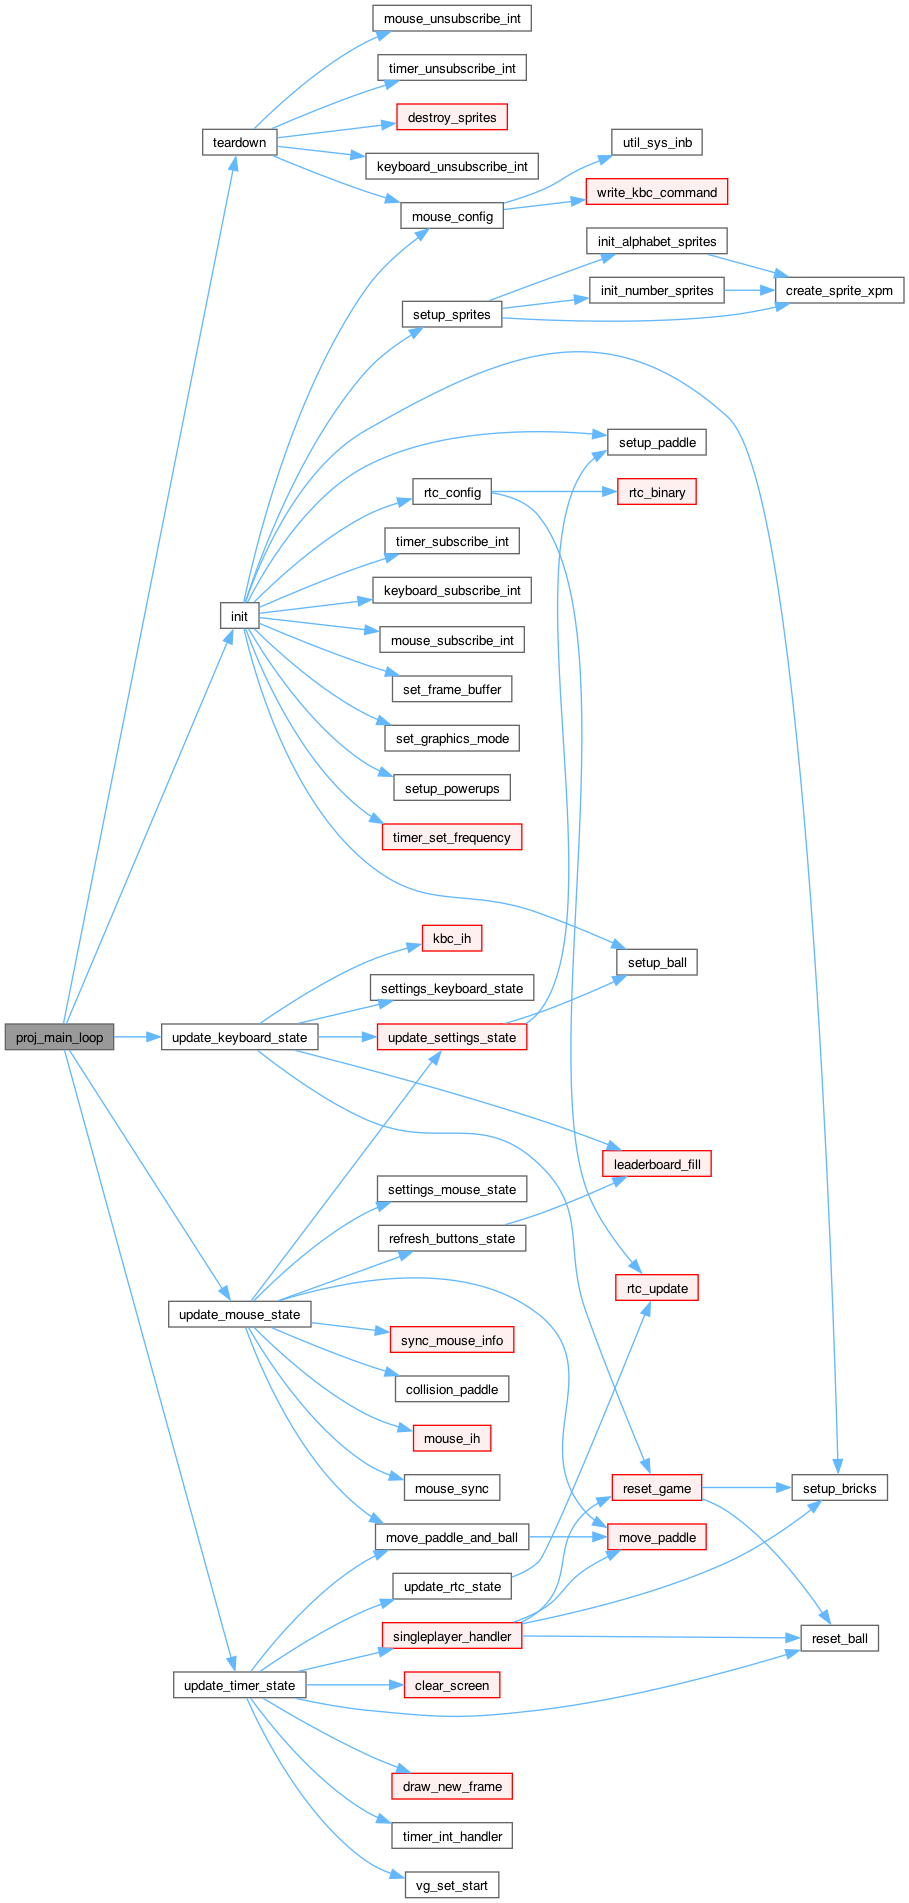 mouse_unsubscribe_int
timer_unsubscribe_int
destroy_sprites
teardown
util_sys_inb
keyboard_unsubscribe_int
write_kbc_command
mouse_config
init_alphabet_sprites
init_number_sprites
create_sprite_xpm
setup_sprites
setup_paddle
rtc_config
rtc_binary
timer_subscribe_int
keyboard_subscribe_int
init
mouse_subscribe_int
set_frame_buffer
set_graphics_mode
setup_powerups
timer_set_frequency
kbc_ih
setup_ball
settings_keyboard_state
proj_main_loop
update_keyboard_state
update_settings_state
leaderboard_fill
settings_mouse_state
refresh_buttons_state
rtc_update
update_mouse_state
sync_mouse_info
collision_paddle
mouse_ih
mouse_sync
reset_game
setup_bricks
move_paddle_and_ball
move_paddle
update_rtc_state
singleplayer_handler
reset_ball
update_timer_state
clear_screen
draw_new_frame
timer_int_handler
vg_set_start